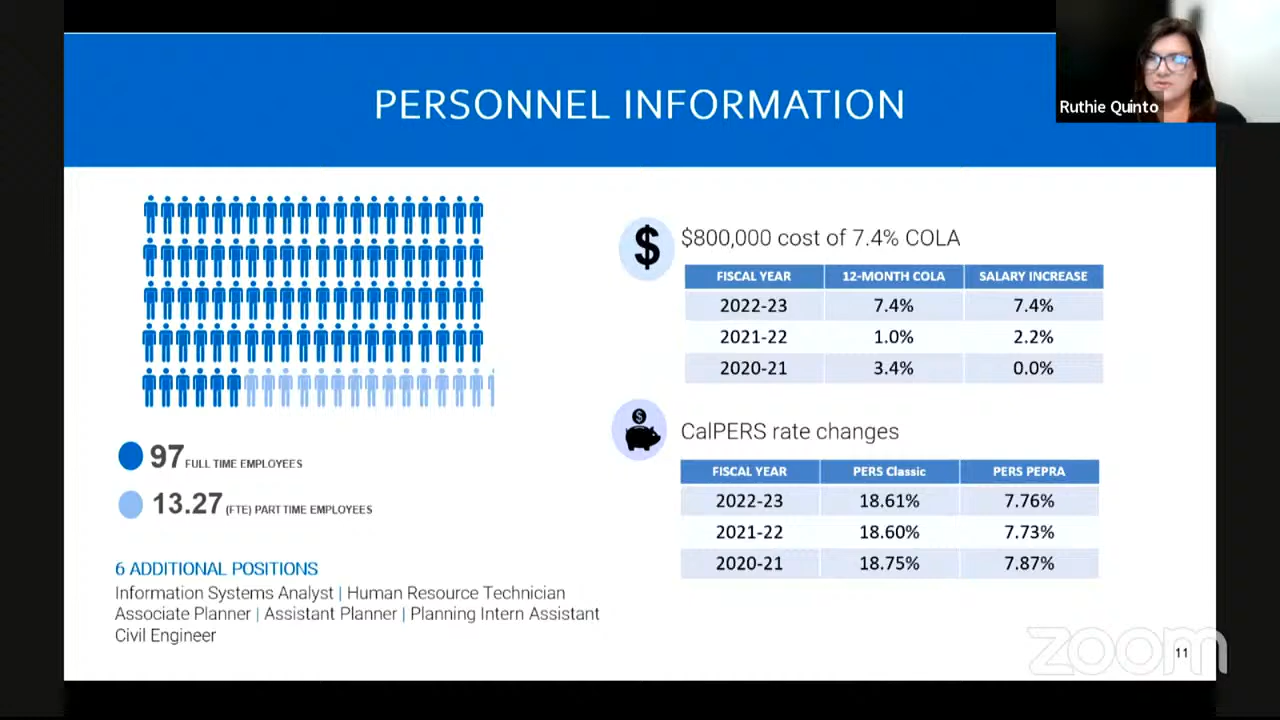 PERSONNEL INFORMATION
Ruthie Quinto
97 FULL TIME EMPLOYEES
13.27 (FTE) PART TIME EMPLOYEES
6 ADDITIONAL POSITIONS
Information Systems Analyst | Human Resource Technician
Associate Planner | Assistant Planner | Planning Intern Assistant
Civil Engineer
$
$800,000 cost of 7.4% COLA
FISCAL YEAR 12-MONTH COLA SALARY INCREASE
2022-23 7.4% 7.4%
2021-22 1.0% 2.2%
2020-21 3.4% 0.0%
$
CalPERS rate changes
FISCAL YEAR PERS Classic PERS PEPRA
2022-23 18.61% 7.76%
2021-22 18.60% 7.73%
2020-21 18.75% 7.87%
zoom
11